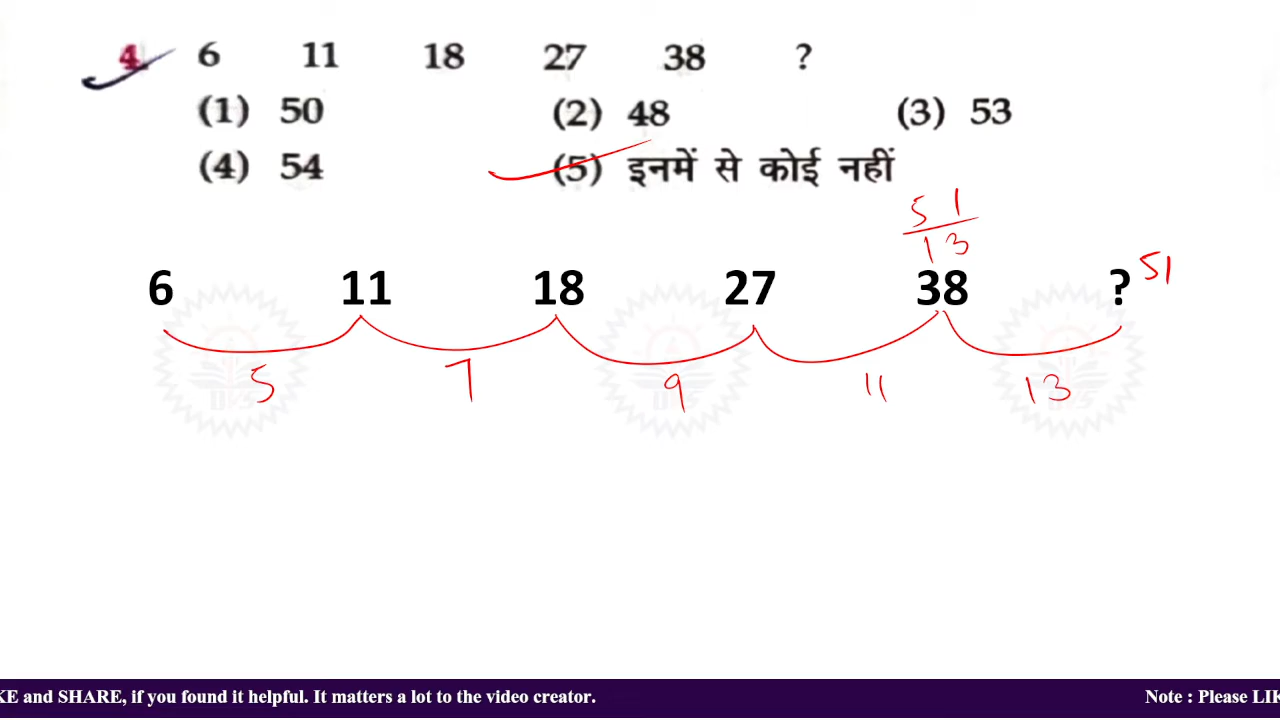 4. 6 11 18 27 38 ?
(1) 50 (2) 48 (3) 53
(4) 54 (5) इनमें से कोई नहीं
51
13
6 11 18 27 38 ? 51
5 7 9 11 13
KE and SHARE, if you found it helpful. It matters a lot to the video creator. Note : Please LIK